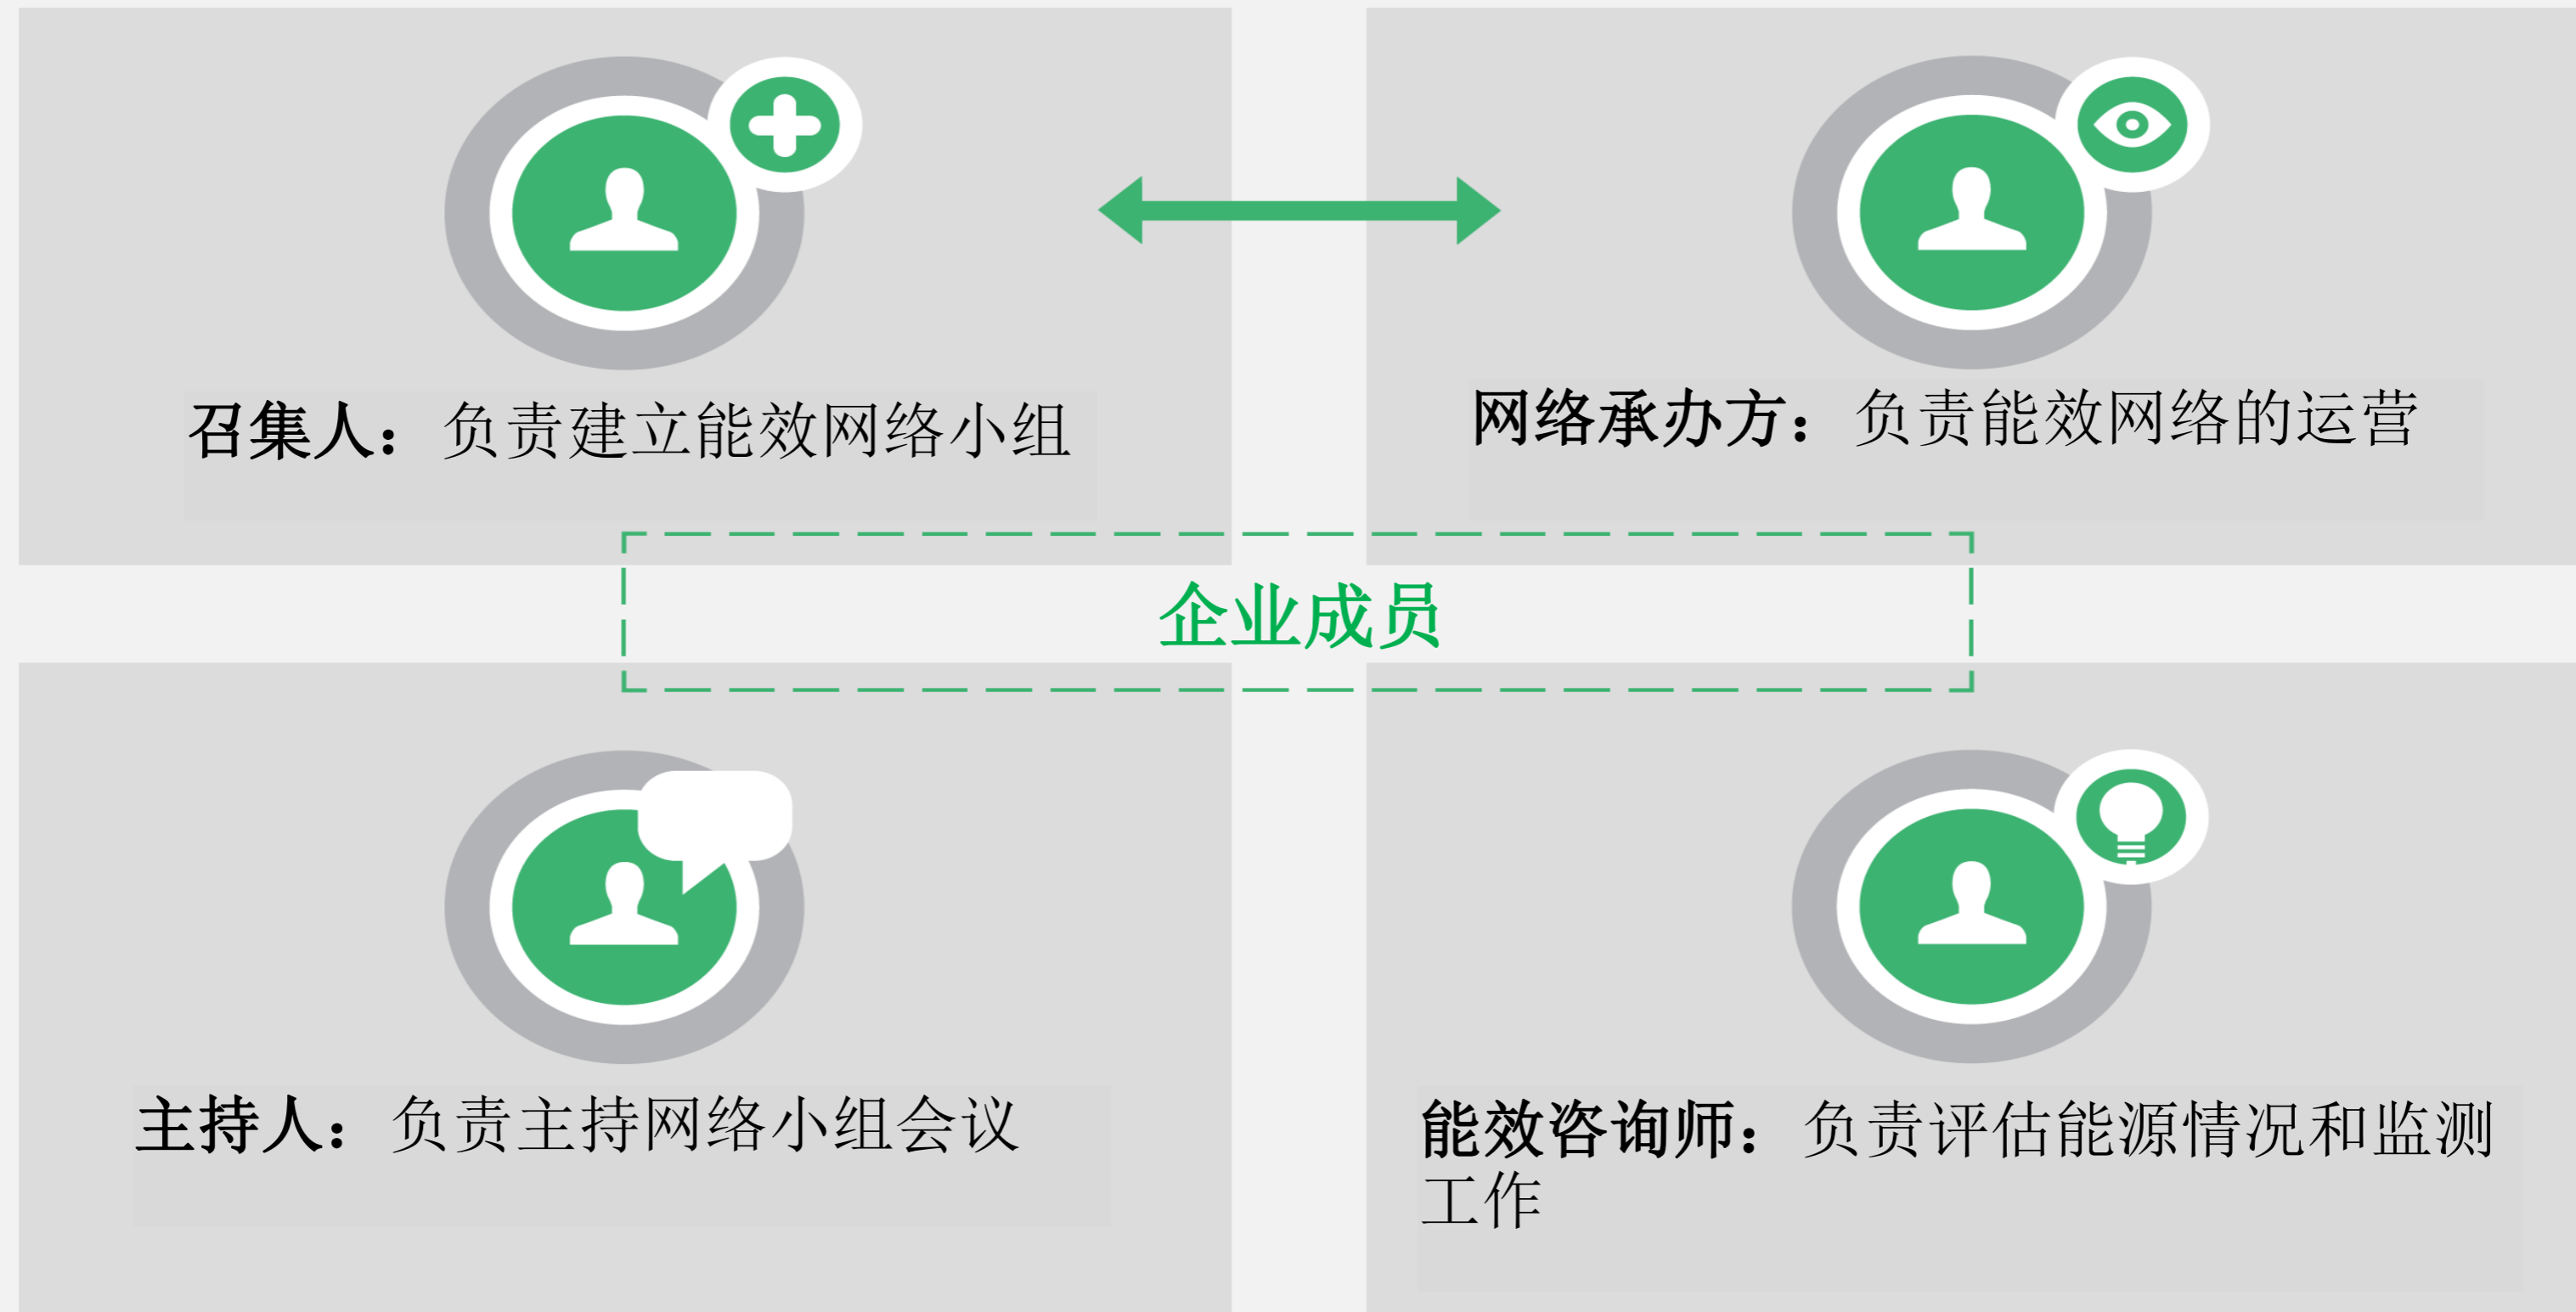 召集人：负责建立能效网络小组
网络承办方：负责能效网络的运营
企业成员
主持人：负责主持网络小组会议
能效咨询师：负责评估能源情况和监测
工作